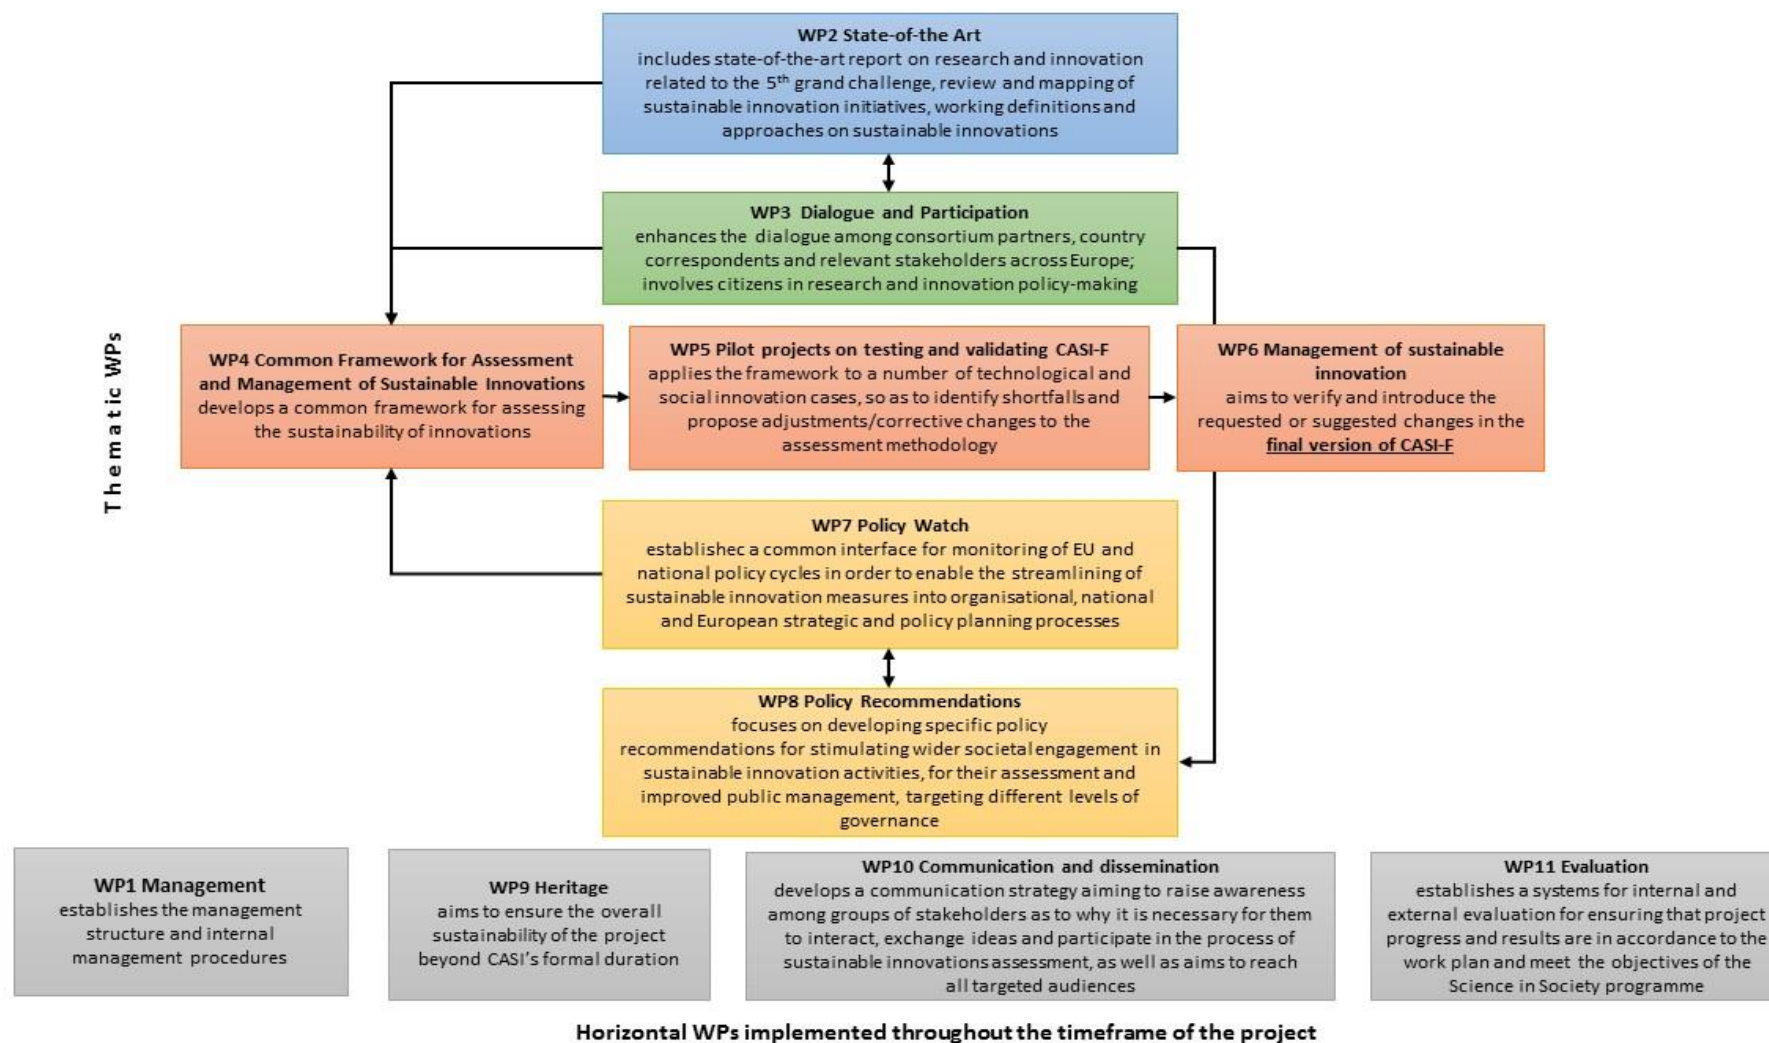 WP2 State-of-the Art
includes state-of-the-art report on research and innovation
related to the 5th grand challenge, review and mapping of
sustainable innovation initiatives, working definitions and
approaches on sustainable innovations
WP3 Dialogue and Participation
enhances the dialogue among consortium partners, country
correspondents and relevant stakeholders across Europe;
involves citizens in research and innovation policy-making
Thematic WPs
WP4 Common Framework for Assessment
and Management of Sustainable Innovations
develops a common framework for assessing
the sustainability of innovations
WP5 Pilot projects on testing and validating CASI-F
applies the framework to a number of technological and
social innovation cases, so as to identify shortfalls and
propose adjustments/corrective changes to the
assessment methodology
WP6 Management of sustainable
innovation
aims to verify and introduce the
requested or suggested changes in the
final version of CASI-F
WP7 Policy Watch
establishec a common interface for monitoring of EU and
national policy cycles in order to enable the streamlining of
sustainable innovation measures into organisational, national
and European strategic and policy planning processes
WP8 Policy Recommendations
focuses on developing specific policy
recommendations for stimulating wider societal engagement in
sustainable innovation activities, for their assessment and
improved public management, targeting different levels of
governance
WP1 Management
establishes the management
structure and internal
management procedures
WP9 Heritage
aims to ensure the overall
sustainability of the project
beyond CASI's formal duration
WP10 Communication and dissemination
develops a communication strategy aiming to raise awareness
among groups of stakeholders as to why it is necessary for them
to interact, exchange ideas and participate in the process of
sustainable innovations assessment, as well as aims to reach
all targeted audiences
WP11 Evaluation
establishes a systems for internal and
external evaluation for ensuring that project
progress and results are in accordance to the
work plan and meet the objectives of the
Science in Society programme
Horizontal WPs implemented throughout the timeframe of the project